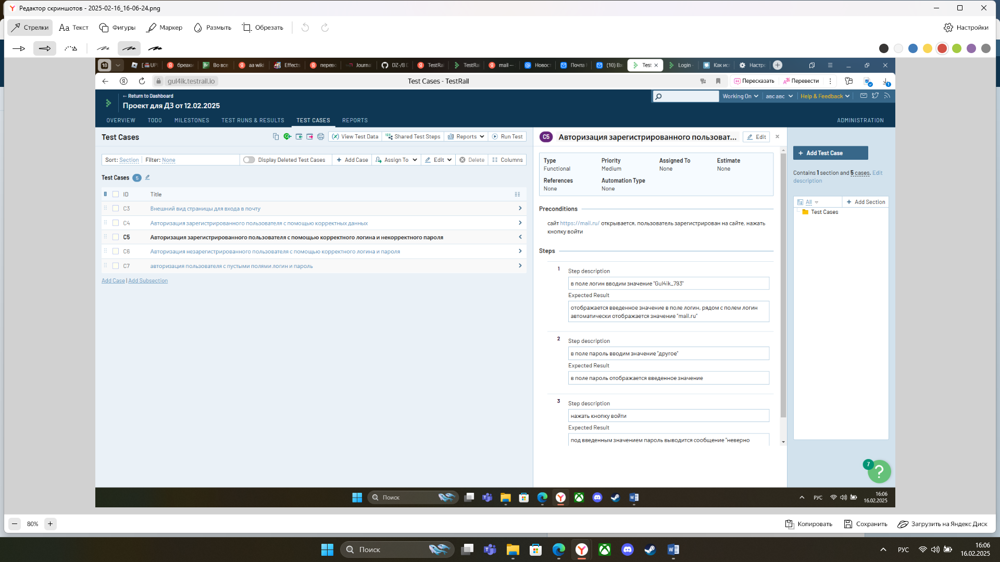 Редактор скриншотов - 2025-02-16_16-06-24.png
Стрелки
Aa Текст
Фигуры
Маркер
Размыть
Обрезать
Настройки
18
бреак
Br Во все
aa wiki
Effects
перево
Journa
DZ-/8
TestRa
TestRa
mail —
Новост
Почта
(10) Вх
Test
Login
Как ис
Настро
gul4ik.testrail.io
Test Cases - TestRail
Пересказать
Перевести
← Return to Dashboard
Проект для ДЗ от 12.02.2025
Working On
авс авс
Help & Feedback
OVERVIEW
TODO
MILESTONES
TEST RUNS & RESULTS
TEST CASES
REPORTS
ADMINISTRATION
Test Cases
View Test Data
Shared Test Steps
Reports
Run Test
Sort: Section
Filter: None
Display Deleted Test Cases
Add Case
Assign To
Edit
Delete
Columns
Test Cases 5
ID Title
C3 Внешний вид страницы для входа в почту
C4 Авторизация зарегистрированного пользователя с помощью корректных данных
C5 Авторизация зарегистрированного пользователя с помощью корректного логина и некорректного пароля
C6 Авторизация незарегистрированного пользователя с помощью корректного логина и пароля
C7 авторизация пользователя с пустыми полями логин и пароль
Add Case | Add Subsection
C5 Авторизация зарегистрированного пользоват...
Edit
Type
Functional
Priority
Medium
Assigned To
None
Estimate
None
References
None
Automation Type
None
Preconditions
сайт https://mail.ru/ открывается, пользователь зарегистрирован на сайте, нажать
кнопку войти
Steps
1
Step description
в поле логин вводим значение "Gul4ik_793"
Expected Result
отображается введенное значение в поле логин, рядом с полем логин
автоматически отображается значение "mail.ru"
2
Step description
в поле пароль вводим значение "другое"
Expected Result
в поле пароль отображается введенное значение
3
Step description
нажать кнопку войти
Expected Result
под введенным значением пароль выводится сообщение "неверно
+ Add Test Case
Contains 1 section and 5 cases. Edit
description
All
+ Add Section
Test Cases
7
?
Поиск
РУС
16:06
16.02.2025
80%
Копировать
Сохранить
Загрузить на Яндекс Диск
Поиск
РУС
16:06
16.02.2025